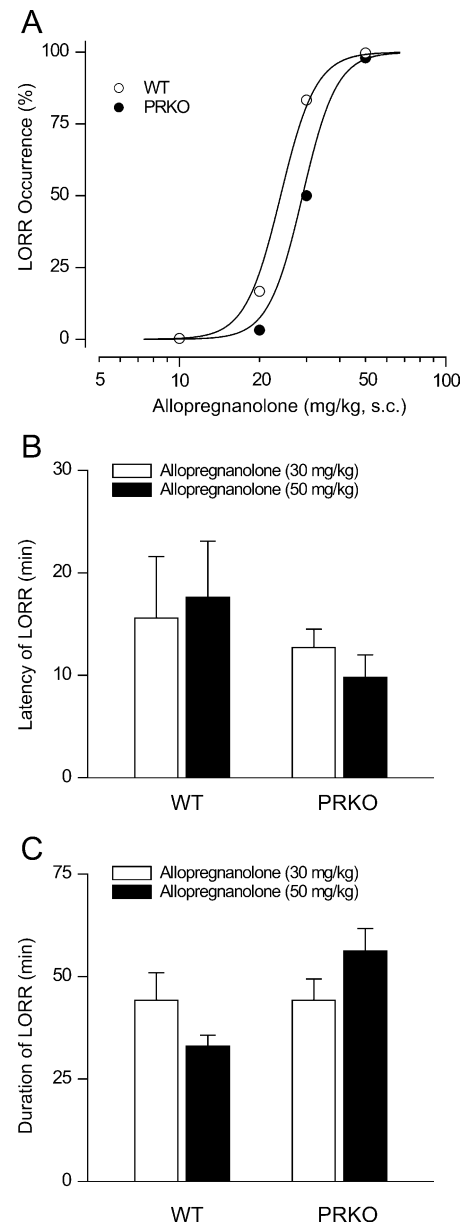 A
100
75
50
25
0
LORR Occurrence (%)
WT
PRKO
5
10
20
50
100
Allopregnanolone (mg/kg, s.c.)
B
30
20
10
0
Latency of LORR (min)
Allopregnanolone (30 mg/kg)
Allopregnanolone (50 mg/kg)
WT
PRKO
C
75
50
25
0
Duration of LORR (min)
Allopregnanolone (30 mg/kg)
Allopregnanolone (50 mg/kg)
WT
PRKO